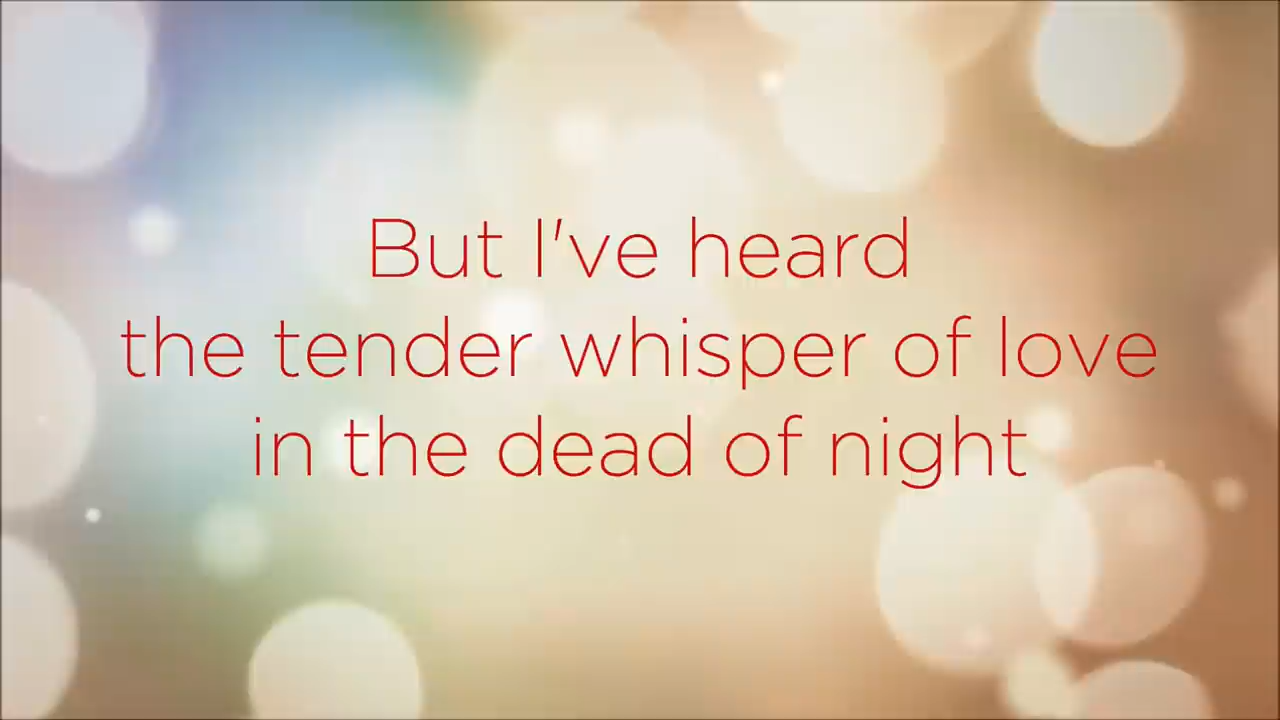 But I've heard
the tender whisper of love
in the dead of night